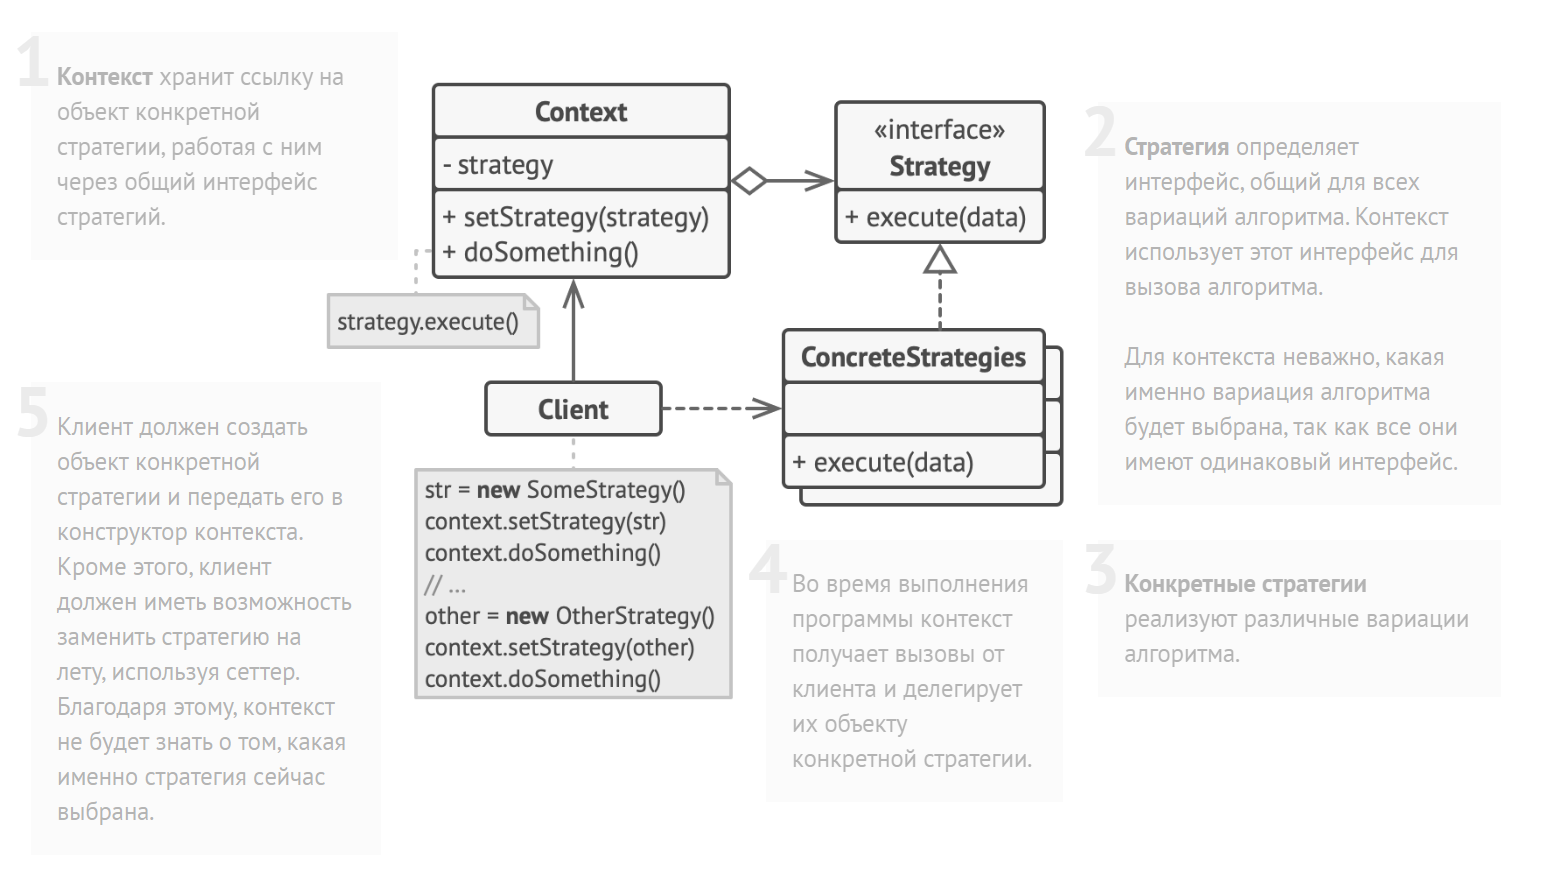 1
Контекст хранит ссылку на
объект конкретной
стратегии, работая с ним
через общий интерфейс
стратегий.
Context
- strategy
+ setStrategy(strategy)
+ doSomething()
strategy.execute()
«interface»
Strategy
+ execute(data)
2
Стратегия определяет
интерфейс, общий для всех
вариаций алгоритма. Контекст
использует этот интерфейс для
вызова алгоритма.
Для контекста неважно, какая
именно вариация алгоритма
будет выбрана, так как все они
имеют одинаковый интерфейс.
ConcreteStrategies
+ execute(data)
Client
str = new SomeStrategy()
context.setStrategy(str)
context.doSomething()
// ...
other = new OtherStrategy()
context.setStrategy(other)
context.doSomething()
3
Конкретные стратегии
реализуют различные вариации
алгоритма.
4
Во время выполнения
программы контекст
получает вызовы от
клиента и делегирует
их объекту
конкретной стратегии.
5
Клиент должен создать
объект конкретной
стратегии и передать его в
конструктор контекста.
Кроме этого, клиент
должен иметь возможность
заменить стратегию на
лету, используя сеттер.
Благодаря этому, контекст
не будет знать о том, какая
именно стратегия сейчас
выбрана.